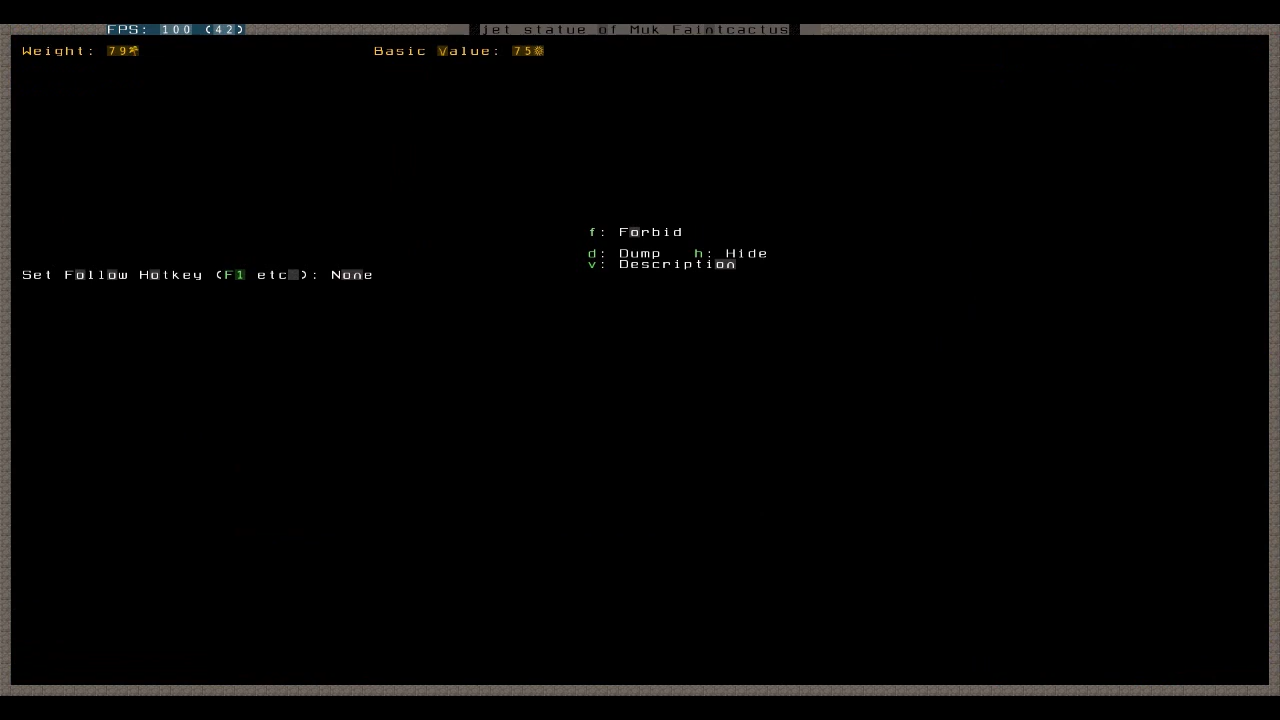 FPS: 100 (42) jet statue of Muk Faintcactus
Weight: 79 Basic Value: 75☼
f: Forbid
d: Dump h: Hide
v: Description
Set Follow Hotkey (F1 etc.): None